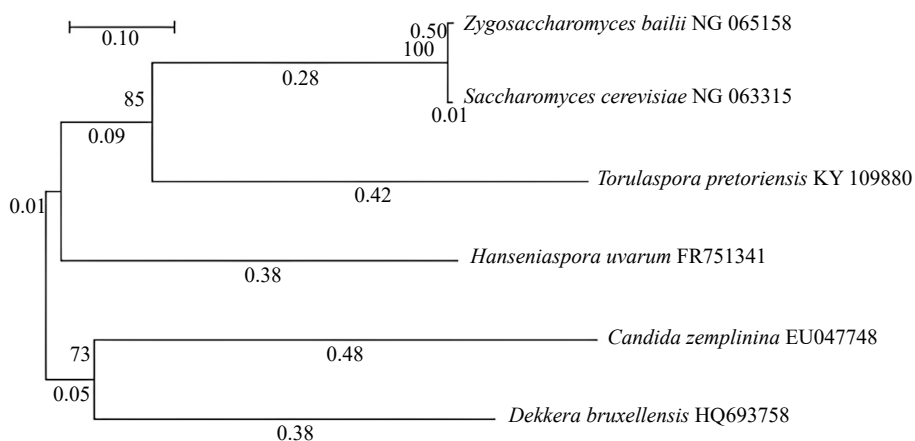 0.10
0.50 Zygosaccharomyces bailii NG 065158
100
0.28
85
Saccharomyces cerevisiae NG 063315
0.01
0.09
Torulaspora pretoriensis KY 109880
0.42
0.01
Hanseniaspora uvarum FR751341
0.38
Candida zemplinina EU047748
73
0.48
0.05
Dekkera bruxellensis HQ693758
0.38